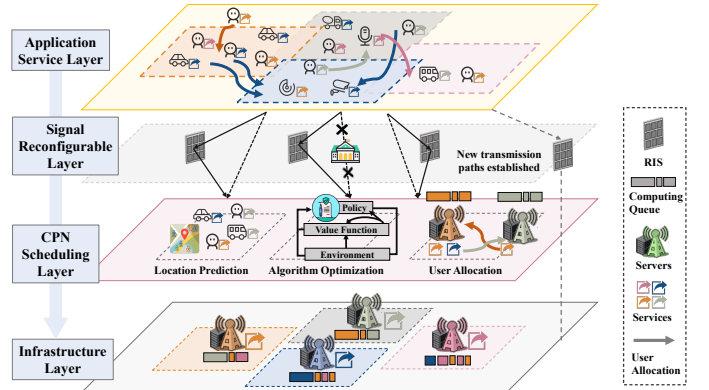 Application
Service Layer
Signal
Reconfigurable
Layer
New transmission
paths established
RIS
Computing
Queue
Policy
Value Function
Environment
CPN
Scheduling
Layer
Location Prediction
Algorithm Optimization
User Allocation
Servers
Services
Infrastructure
Layer
User
Allocation